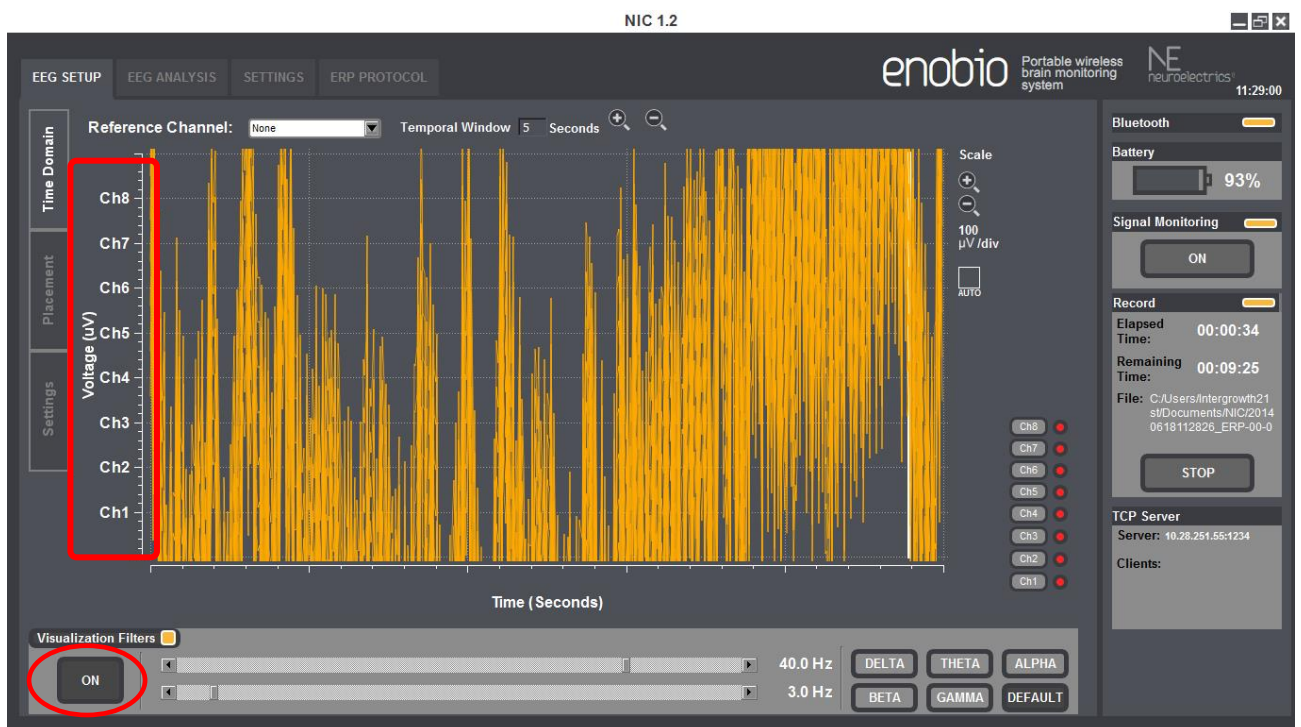 NIC 1.2
EEG SETUP EEG ANALYSIS SETTINGS ERP PROTOCOL
enobio Portable wireless
brain monitoring
system
NE
neuroelectrics
11:29:00
Time Domain
Placement
Settings
Reference Channel: None Temporal Window 5 Seconds
Voltage (uV)
Ch8
Ch7
Ch6
Ch5
Ch4
Ch3
Ch2
Ch1
Time (Seconds)
Scale
100
µV/div
AUTO
Ch8
Ch7
Ch6
Ch5
Ch4
Ch3
Ch2
Ch1
Bluetooth
Battery
93%
Signal Monitoring
ON
Record
Elapsed
Time: 00:00:34
Remaining
Time: 00:09:25
File: C:/Users/Intergrowth21
st/Documents/NIC/2014
0618112826_ERP-00-0
STOP
TCP Server
Server: 10.28.251.55:1234
Clients:
Visualization Filters
ON
40.0 Hz
3.0 Hz
DELTA THETA ALPHA
BETA GAMMA DEFAULT